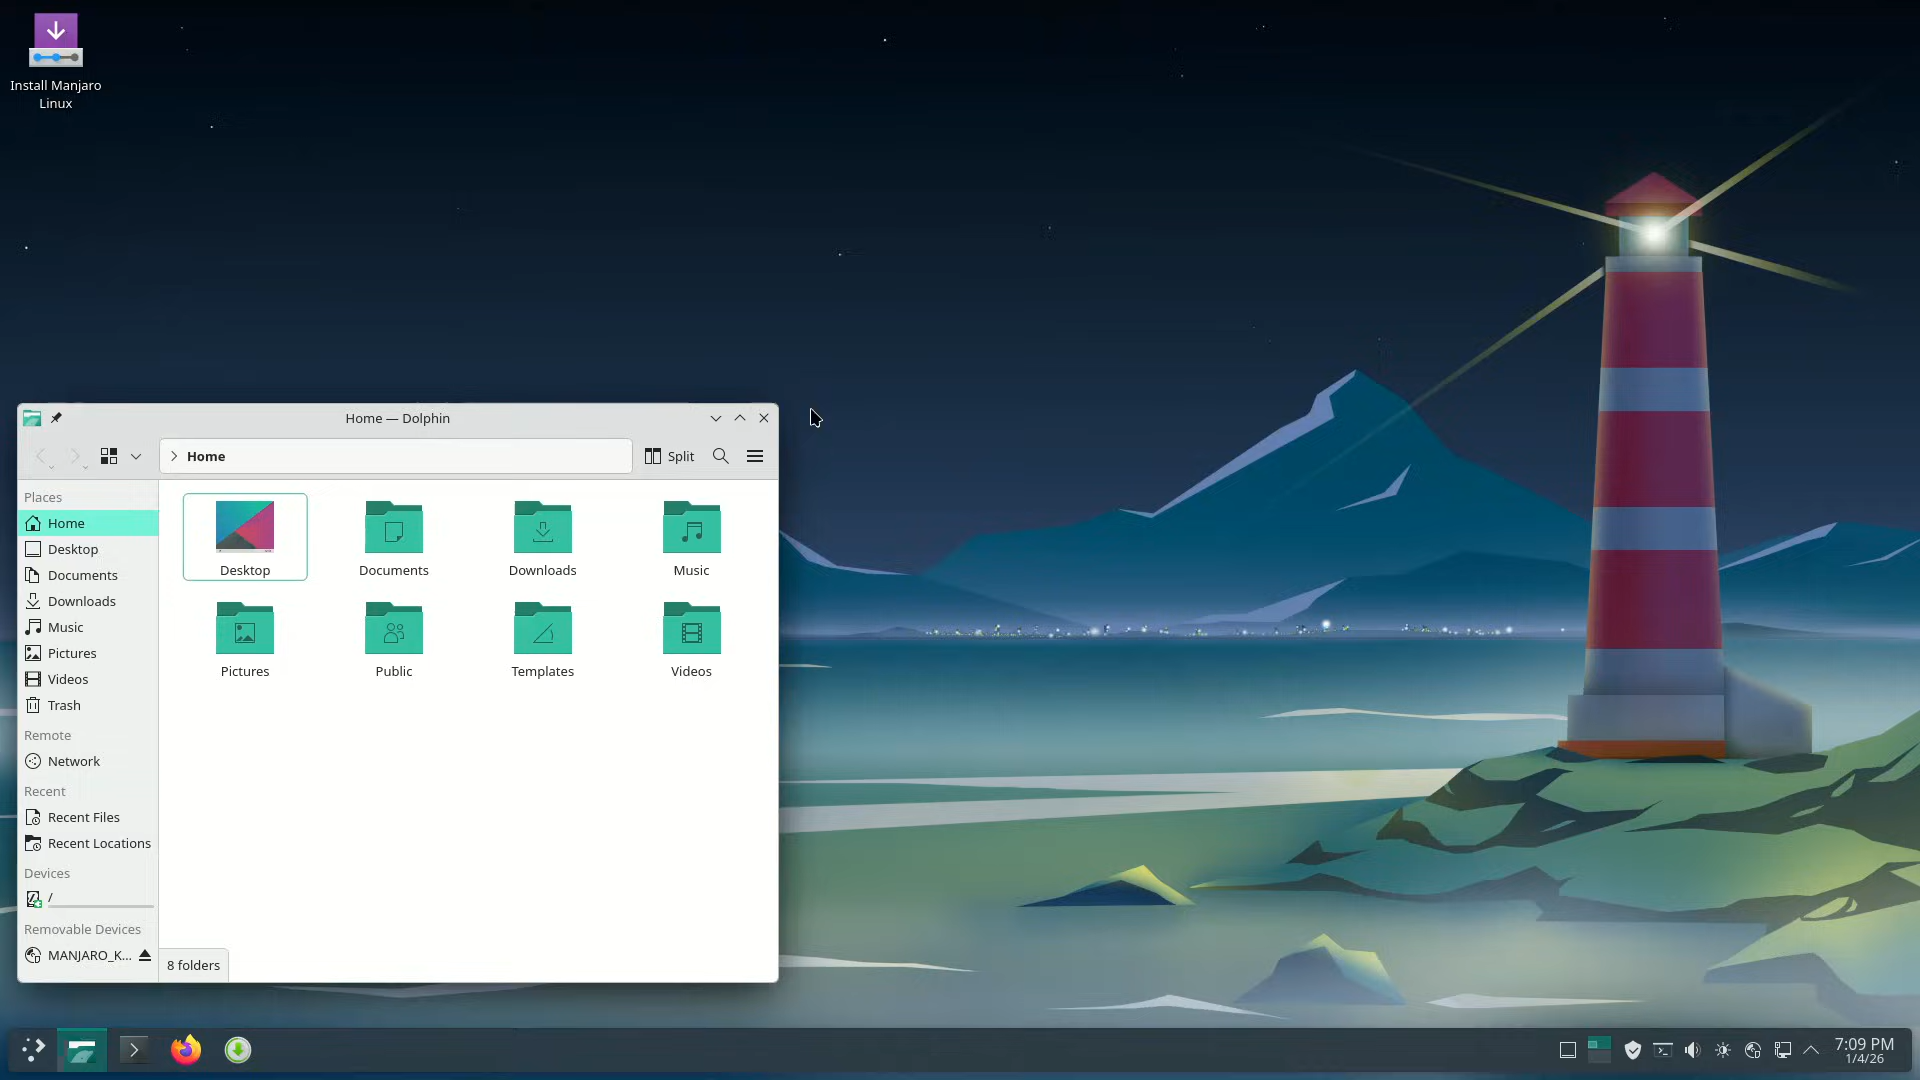 Install Manjaro
Linux
Home — Dolphin
Home
Split
Places
Home
Desktop
Documents
Downloads
Music
Pictures
Videos
Trash
Remote
Network
Recent
Recent Files
Recent Locations
Devices
/
Removable Devices
MANJARO_K...
Desktop
Documents
Downloads
Music
Pictures
Public
Templates
Videos
8 folders
7:09 PM
1/4/26